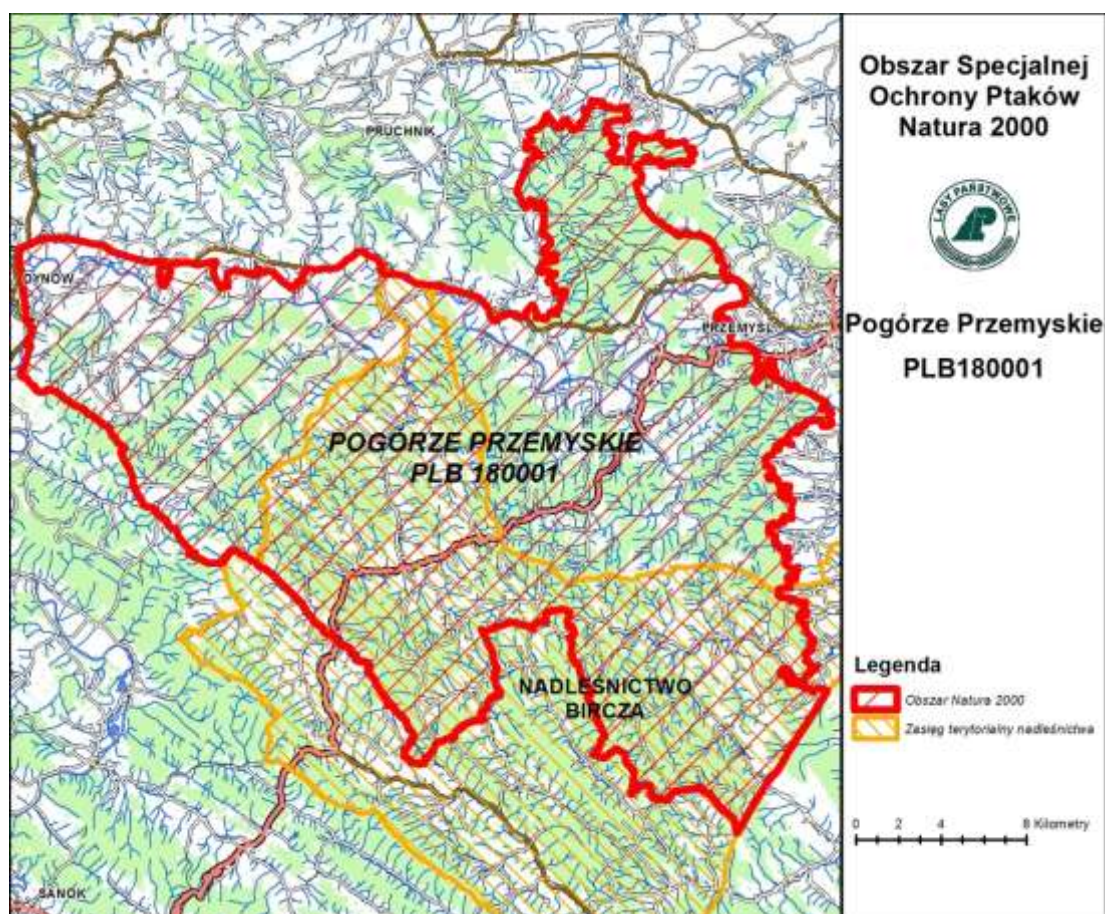 Obszar Specjalnej
Ochrony Ptaków
Natura 2000
LASY PAŃSTWOWE
Pogórze Przemyskie
PLB180001
PRUCHNIK
DYNÓW
PRZEMYŚL
POGÓRZE PRZEMYSKIE
PLB 180001
NADLEŚNICTWO
BIRCZA
SANOK
Legenda
Obszar Natura 2000
Zasięg terytorialny nadleśnictwa
0 2 4 8 Kilometry